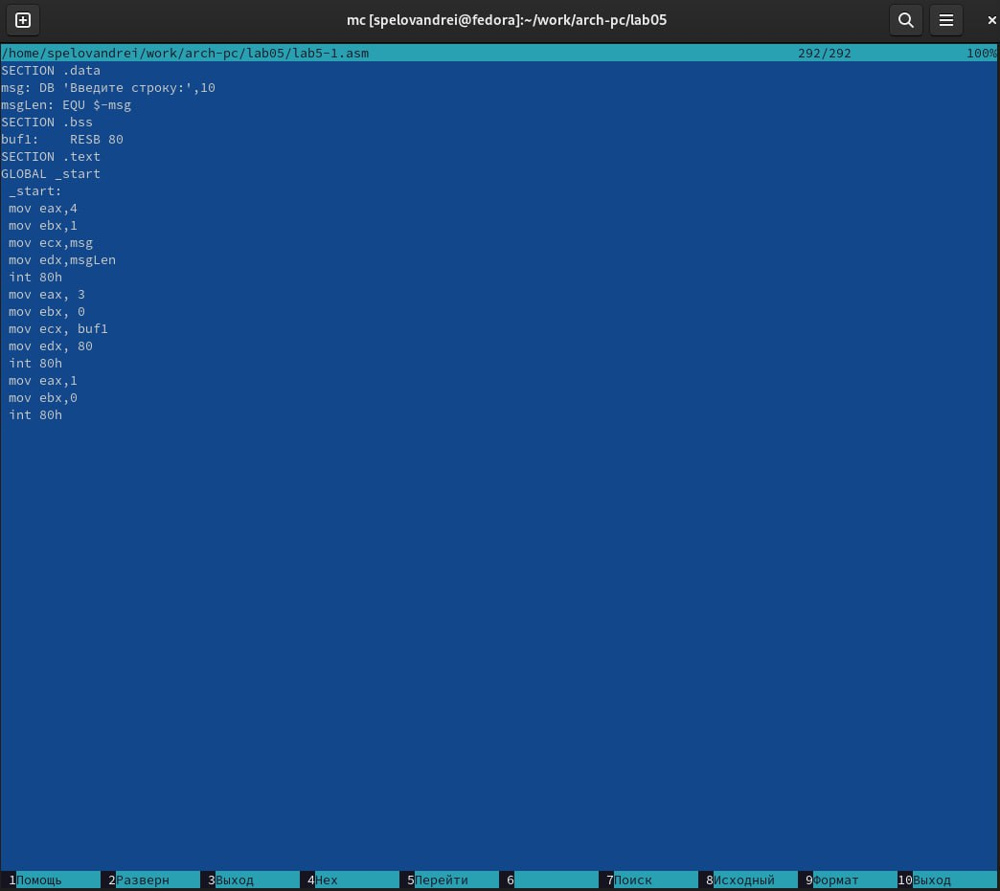 mc [spelovandrei@fedora]:~/work/arch-pc/lab05
/home/spelovandrei/work/arch-pc/lab05/lab5-1.asm 292/292 100%
SECTION .data
msg: DB 'Введите строку:',10
msgLen: EQU $-msg
SECTION .bss
buf1:    RESB 80
SECTION .text
GLOBAL _start
 _start:
 mov eax,4
 mov ebx,1
 mov ecx,msg
 mov edx,msgLen
 int 80h
 mov eax, 3
 mov ebx, 0
 mov ecx, buf1
 mov edx, 80
 int 80h
 mov eax,1
 mov ebx,0
 int 80h
1Помощь 2Разверн 3Выход 4Hex 5Перейти 6 7Поиск 8Исходный 9Формат 10Выход